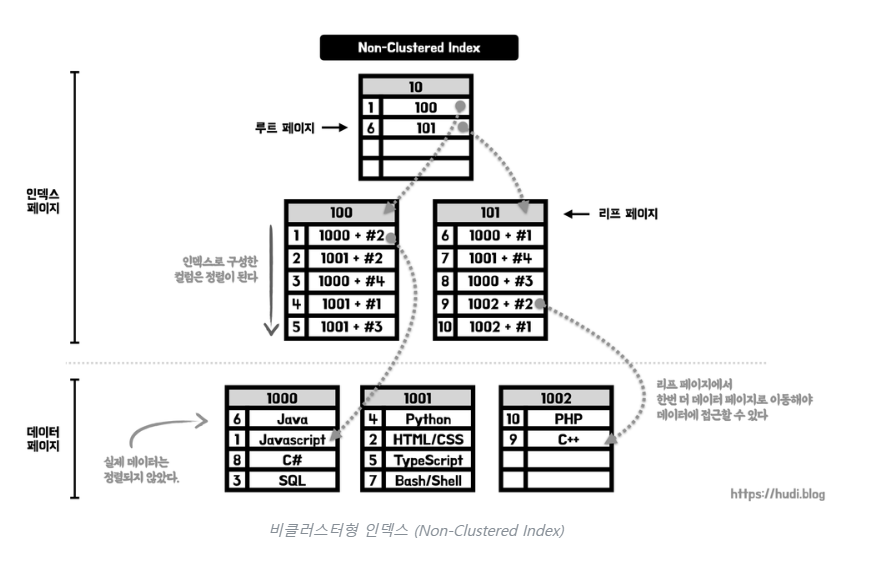 Non-Clustered Index
10
1 100
6 101
루트 페이지
인덱스
페이지
100
1 1000 + #2
2 1001 + #2
3 1000 + #4
4 1001 + #1
5 1001 + #3
101
6 1000 + #1
7 1001 + #4
8 1000 + #3
9 1002 + #2
10 1002 + #1
리프 페이지
인덱스로 구성한
컬럼은 정렬이 된다
데이터
페이지
1000
6 Java
1 Javascript
8 C#
3 SQL
1001
4 Python
2 HTML/CSS
5 TypeScript
7 Bash/Shell
1002
10 PHP
9 C++
리프 페이지에서
한번 더 데이터 페이지로 이동해야
데이터에 접근할 수 있다
실제 데이터는
정렬되지 않았다.
https://hudi.blog
비클러스터형 인덱스 (Non-Clustered Index)